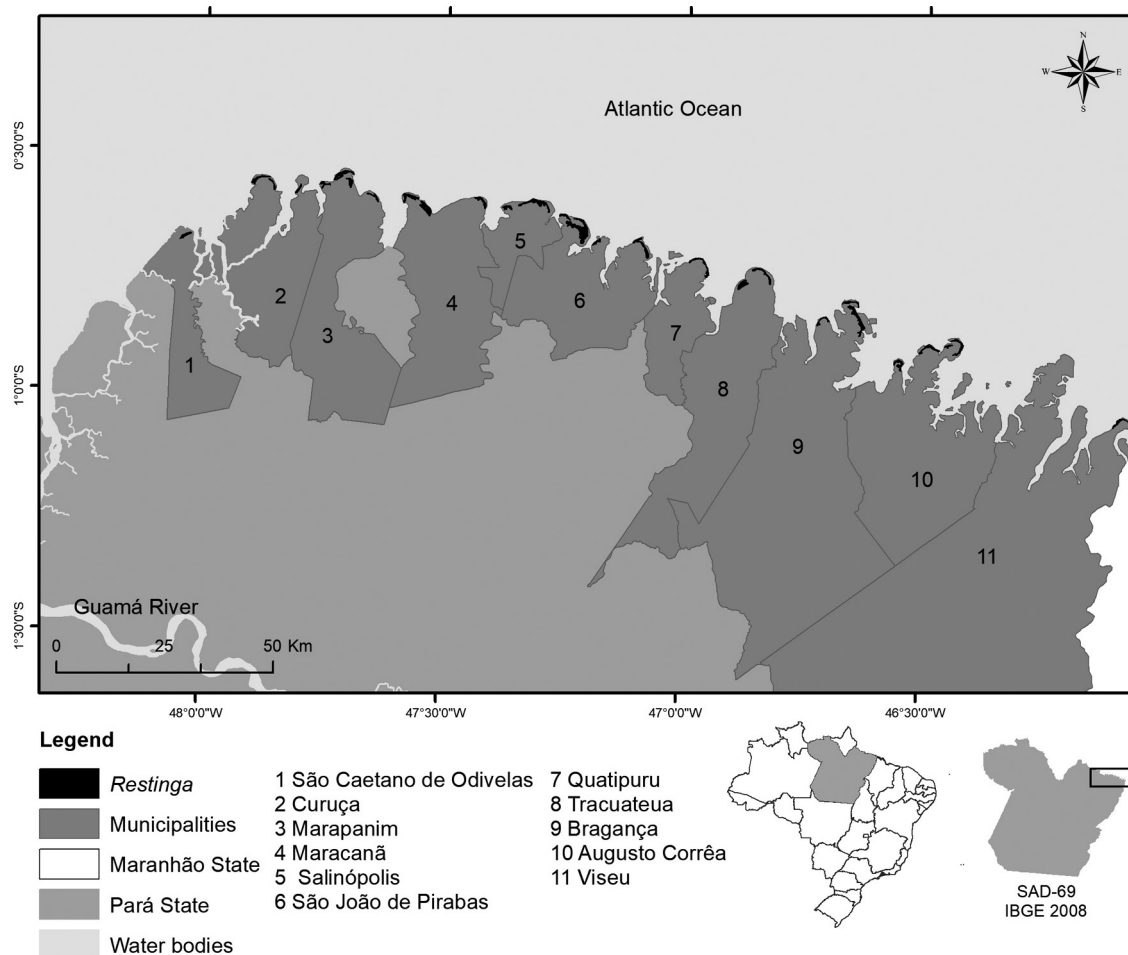 N
W E
S
Atlantic Ocean
0°30'0"S
1°0'0"S
1°30'0"S
1
2
3
4
5
6
7
8
9
10
11
Guamá River
0 25 50 Km
48°0'0"W 47°30'0"W 47°0'0"W 46°30'0"W
Legend
Restinga
Municipalities
Maranhão State
Pará State
Water bodies
1 São Caetano de Odivelas
2 Curuça
3 Marapanim
4 Maracanã
5 Salinópolis
6 São João de Pirabas
7 Quatipuru
8 Tracuateua
9 Bragança
10 Augusto Corrêa
11 Viseu
SAD-69
IBGE 2008